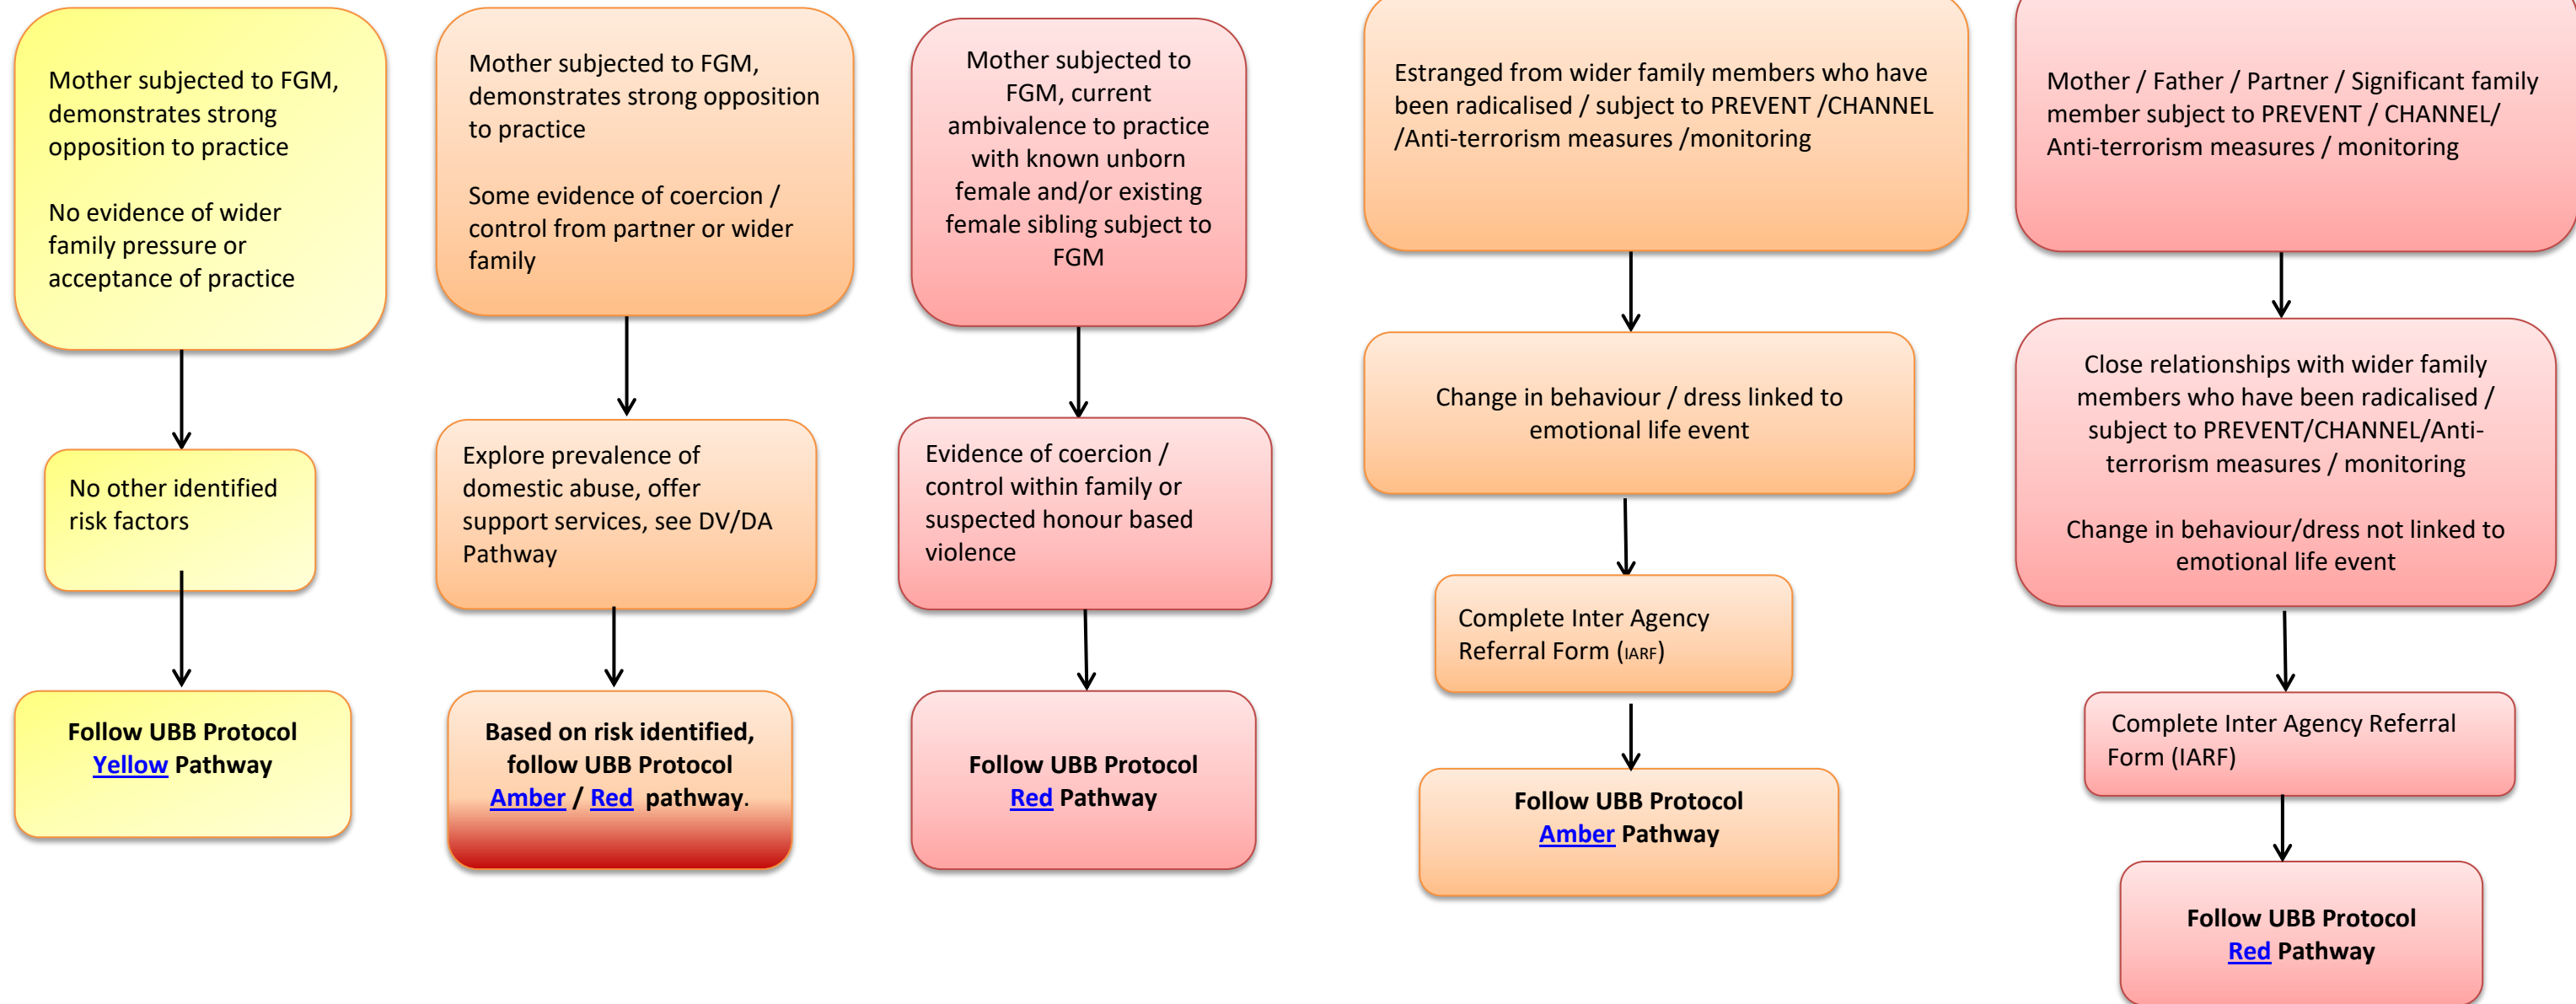 Mother subjected to FGM,
demonstrates strong
opposition to practice
No evidence of wider
family pressure or
acceptance of practice
No other identified
risk factors
Follow UBB Protocol
Yellow Pathway
Mother subjected to FGM,
demonstrates strong opposition
to practice
Some evidence of coercion /
control from partner or wider
family
Explore prevalence of
domestic abuse, offer
support services, see DV/DA
Pathway
Based on risk identified,
follow UBB Protocol
Amber / Red pathway.
Mother subjected to
FGM, current
ambivalence to practice
with known unborn
female and/or existing
female sibling subject to
FGM
Evidence of coercion /
control within family or
suspected honour based
violence
Follow UBB Protocol
Red Pathway
Estranged from wider family members who have
been radicalised / subject to PREVENT /CHANNEL
/Anti-terrorism measures /monitoring
Change in behaviour / dress linked to
emotional life event
Complete Inter Agency
Referral Form (IARF)
Follow UBB Protocol
Amber Pathway
Mother / Father / Partner / Significant family
member subject to PREVENT / CHANNEL/
Anti-terrorism measures / monitoring
Close relationships with wider family
members who have been radicalised /
subject to PREVENT/CHANNEL/Anti-
terrorism measures / monitoring
Change in behaviour/dress not linked to
emotional life event
Complete Inter Agency Referral
Form (IARF)
Follow UBB Protocol
Red Pathway